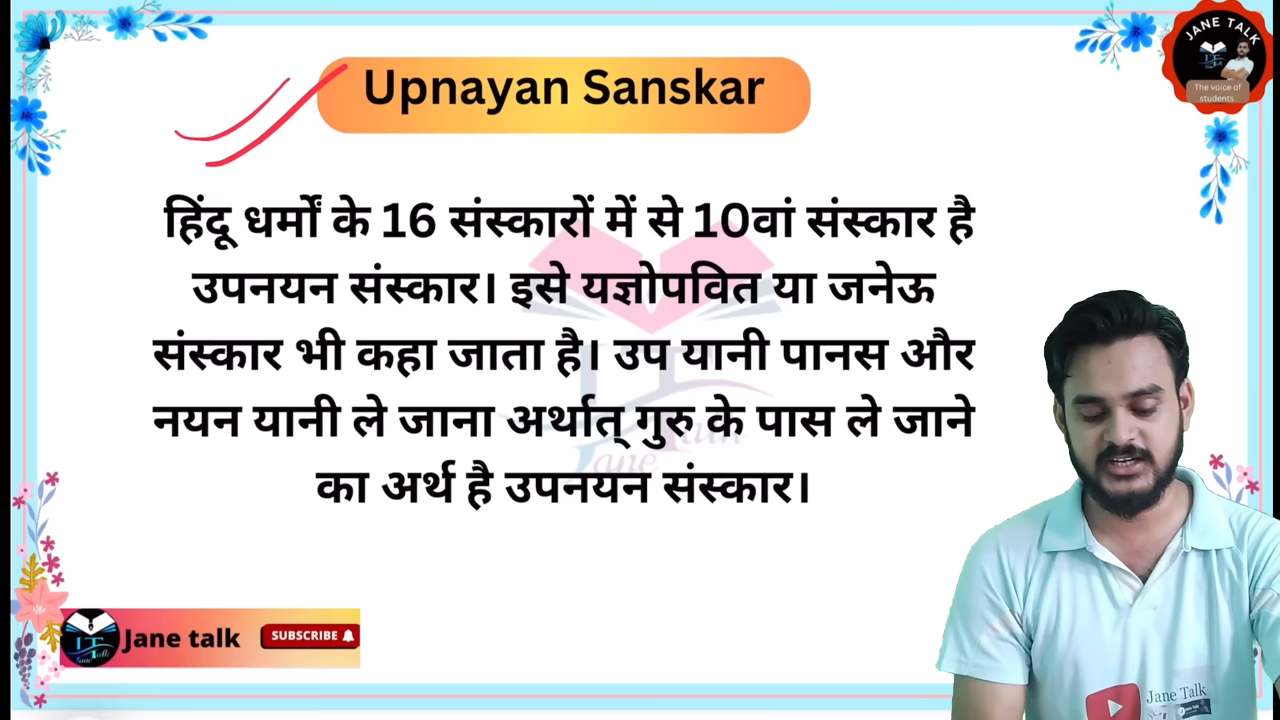 Upnayan Sanskar
हिंदू धर्मों के 16 संस्कारों में से 10वां संस्कार है
उपनयन संस्कार। इसे यज्ञोपवित या जनेऊ
संस्कार भी कहा जाता है। उप यानी पानस और
नयन यानी ले जाना अर्थात् गुरु के पास ले जाने
का अर्थ है उपनयन संस्कार।
JANE TALK
The voice of
students
Jane talk
SUBSCRIBE
Jane Talk